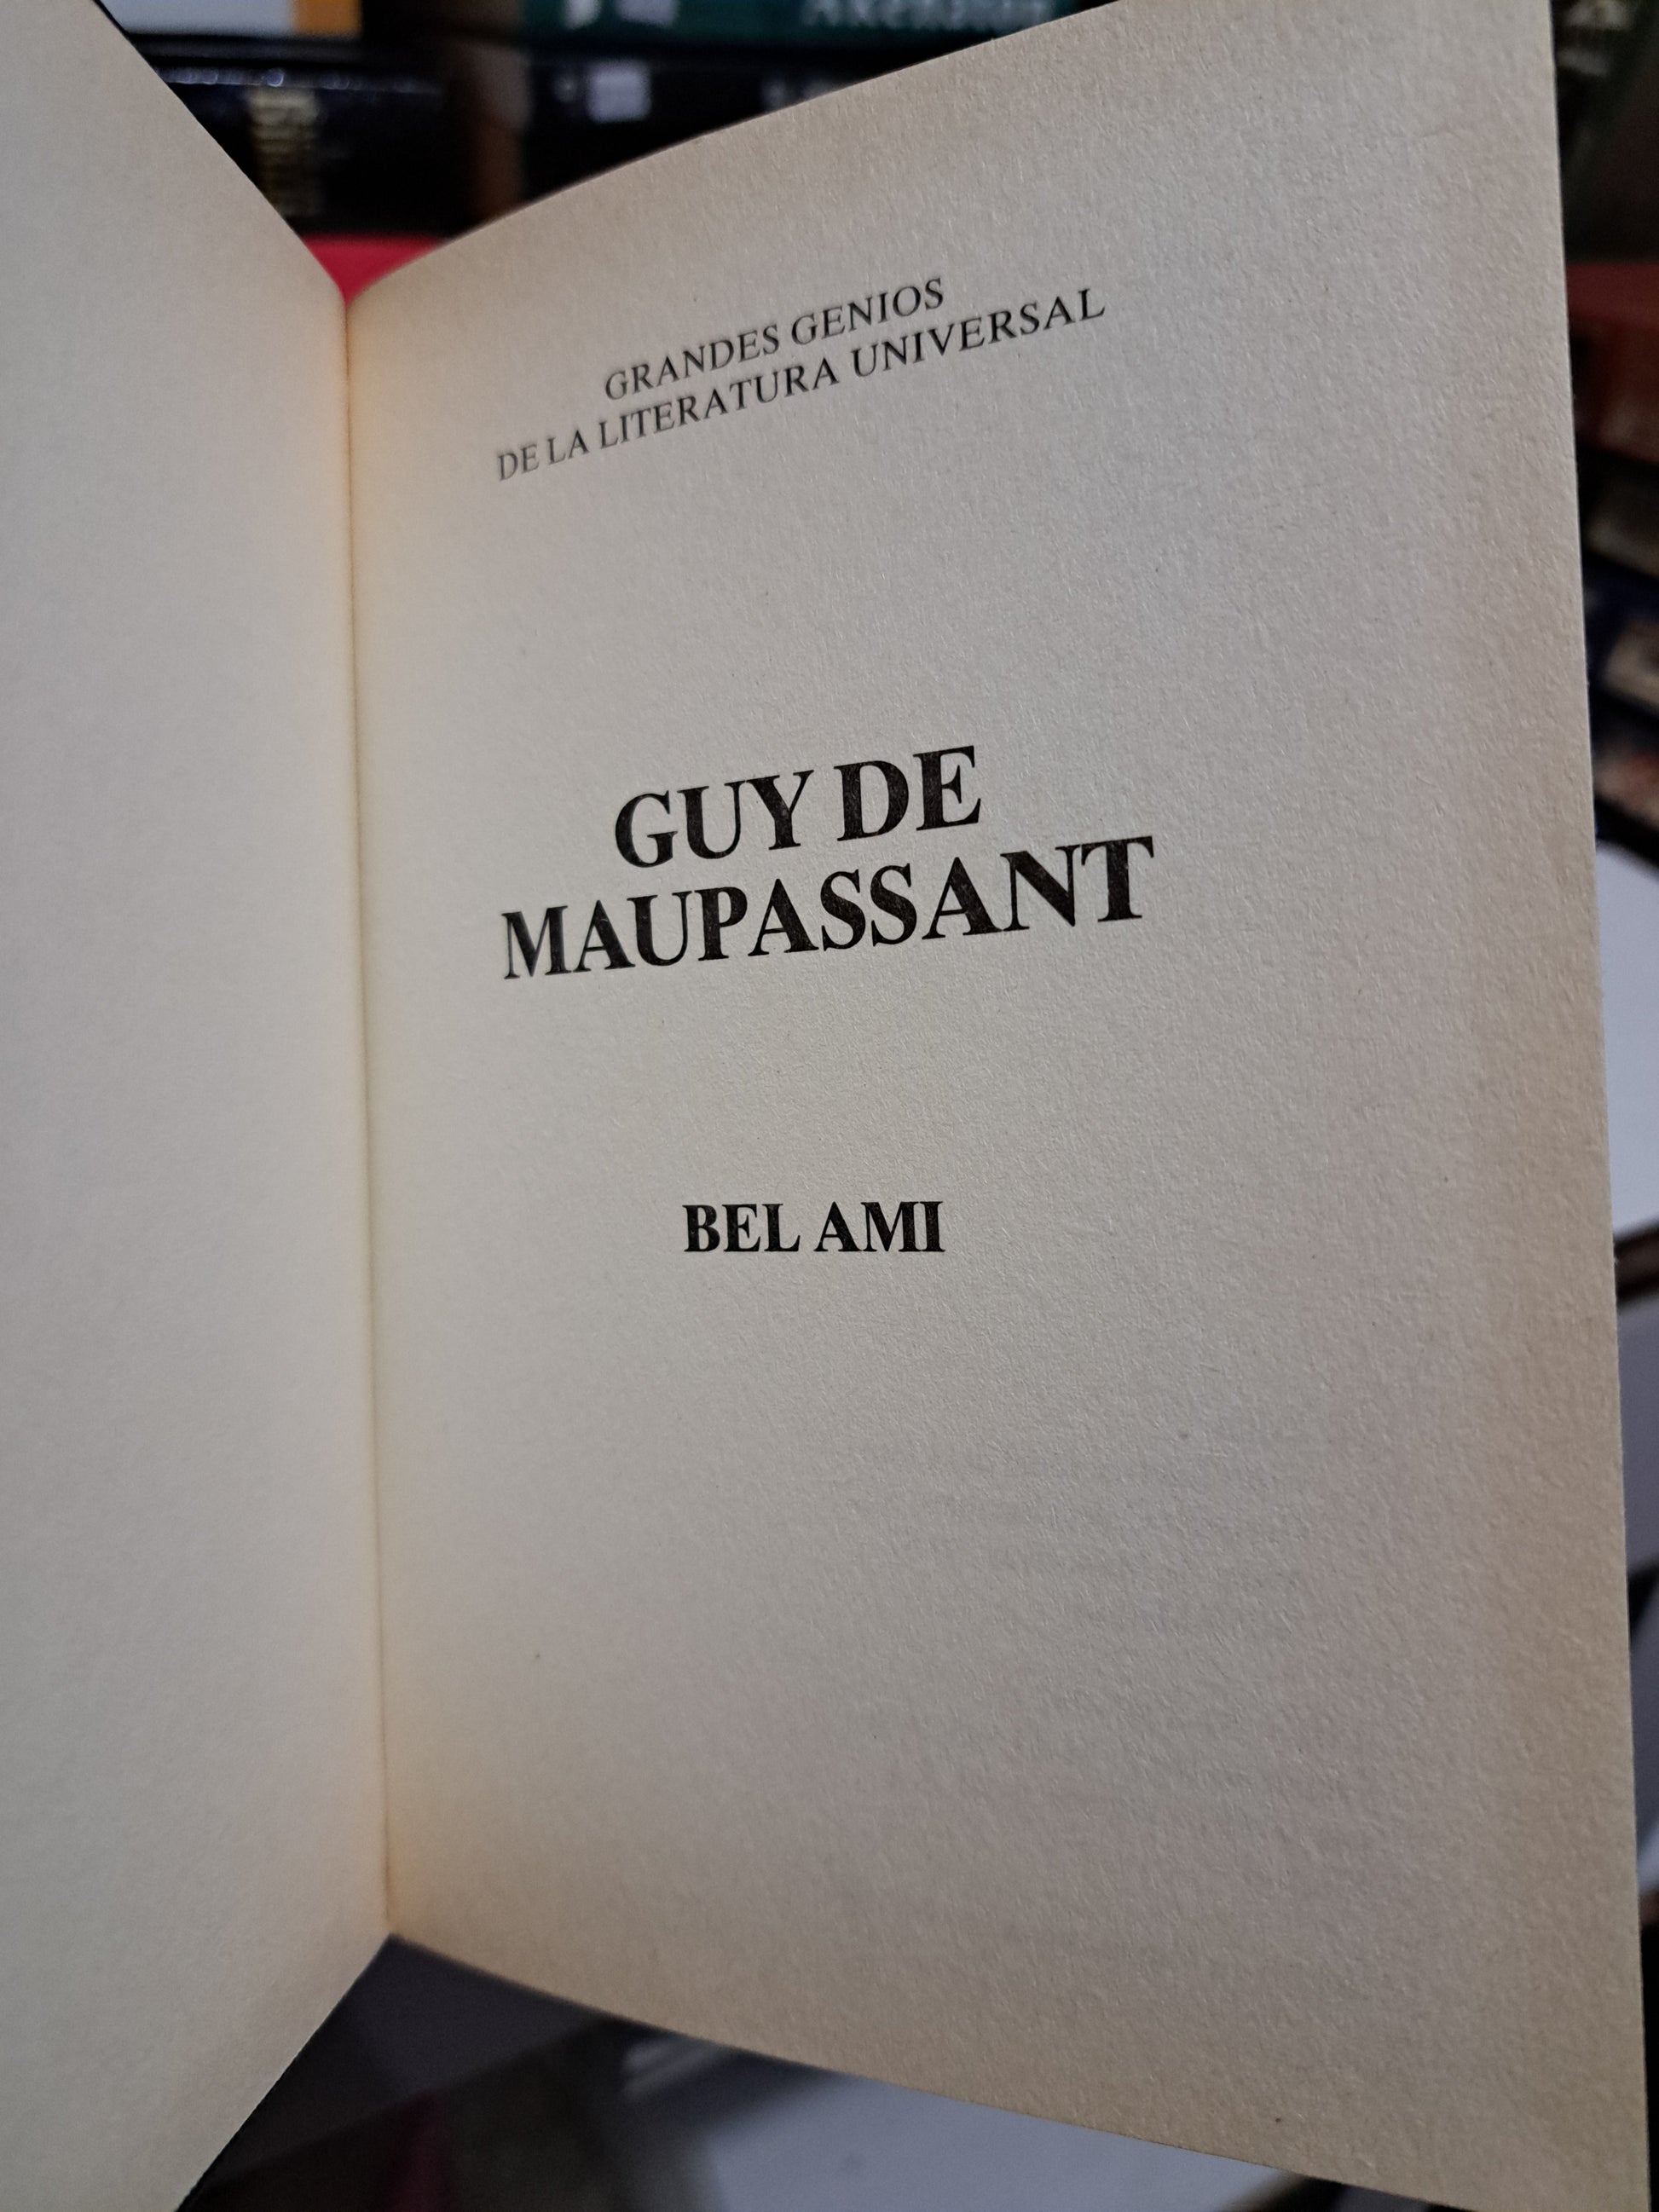 GRANDES GENIOS
DE LA LITERATURA UNIVERSAL
GUY DE
MAUPASSANT
BEL AMI